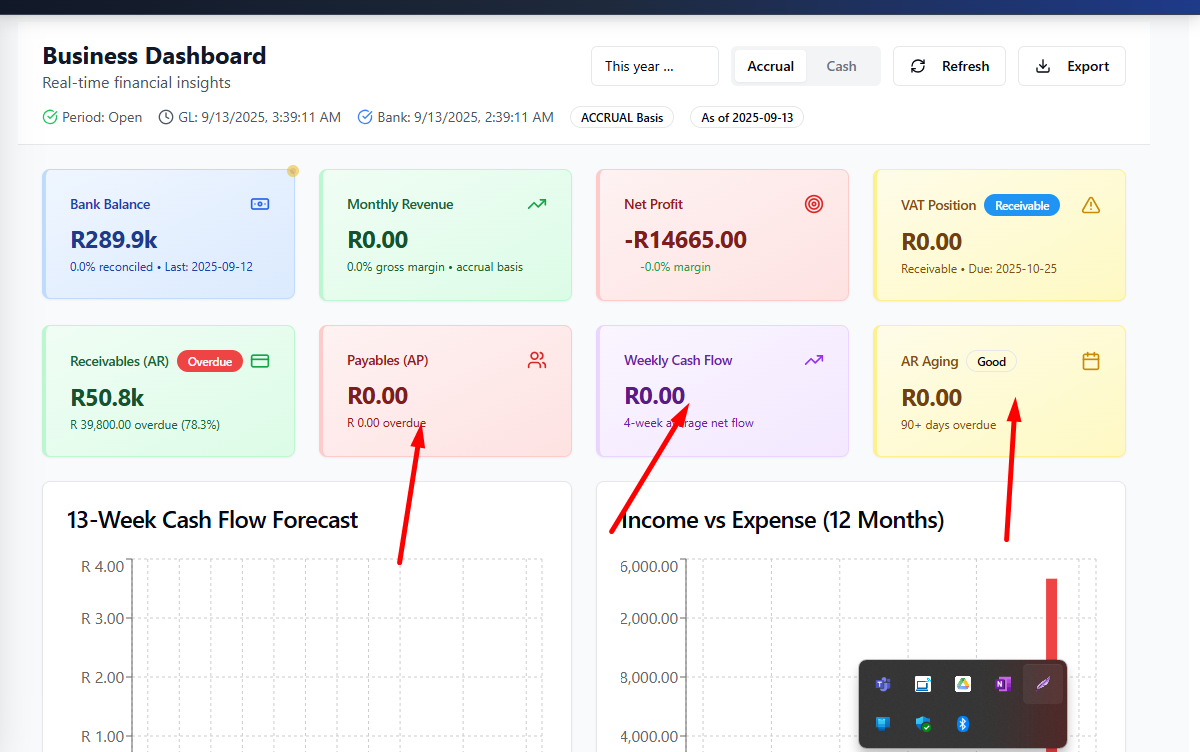 Business Dashboard
Real-time financial insights
This year ...
Accrual
Cash
Refresh
Export
Period: Open
GL: 9/13/2025, 3:39:11 AM
Bank: 9/13/2025, 2:39:11 AM
ACCRUAL Basis
As of 2025-09-13
Bank Balance
R289.9k
0.0% reconciled • Last: 2025-09-12
Monthly Revenue
R0.00
0.0% gross margin • accrual basis
Net Profit
-R14665.00
-0.0% margin
VAT Position
Receivable
R0.00
Receivable • Due: 2025-10-25
Receivables (AR)
Overdue
R50.8k
R 39,800.00 overdue (78.3%)
Payables (AP)
R0.00
R 0.00 overdue
Weekly Cash Flow
R0.00
4-week average net flow
AR Aging
Good
R0.00
90+ days overdue
13-Week Cash Flow Forecast
R 4.00
R 3.00
R 2.00
R 1.00
Income vs Expense (12 Months)
6,000.00
2,000.00
8,000.00
4,000.00